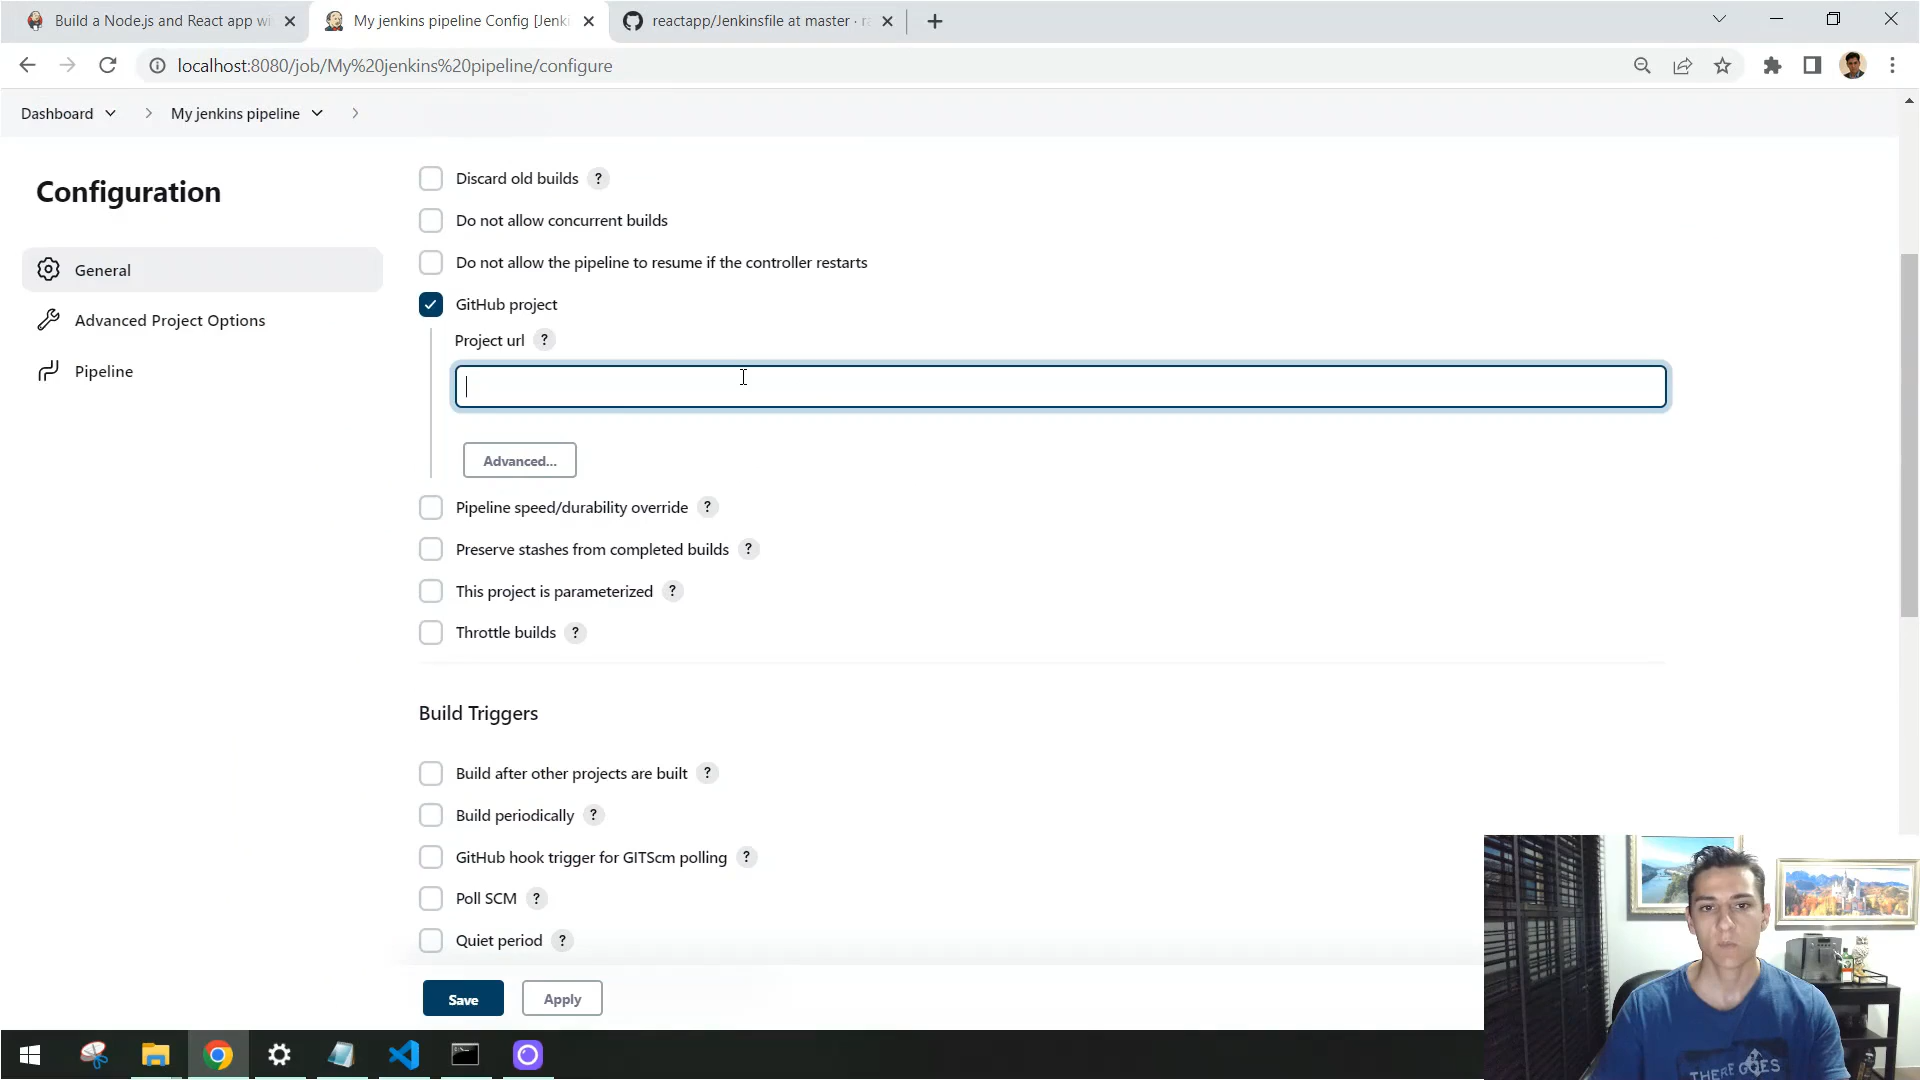 Build a Node.js and React app wi
My jenkins pipeline Config [Jenki
reactapp/Jenkinsfile at master · ra
localhost:8080/job/My%20jenkins%20pipeline/configure
Dashboard
My jenkins pipeline
Configuration
General
Advanced Project Options
Pipeline
Discard old builds ?
Do not allow concurrent builds
Do not allow the pipeline to resume if the controller restarts
GitHub project
Project url ?
Advanced...
Pipeline speed/durability override ?
Preserve stashes from completed builds ?
This project is parameterized ?
Throttle builds ?
Build Triggers
Build after other projects are built ?
Build periodically ?
GitHub hook trigger for GITScm polling ?
Poll SCM ?
Quiet period ?
Save
Apply
THERE GOES